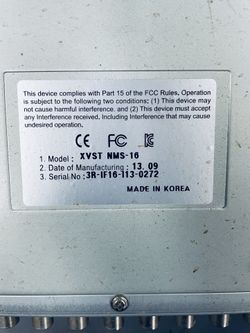 This device complies with Part 15 of the FCC Rules. Operation
is subject to the following two conditions: (1) This device may
not cause harmful interference. and (2) This device must accept
any Interference received, Including Interference that may cause
undesired operation.
CE FC
1. Model: XVST NMS-16
2. Date of Manufacturing: 13. 09
3. Serial No: 3R-IF16-I13-0272
MADE IN KOREA